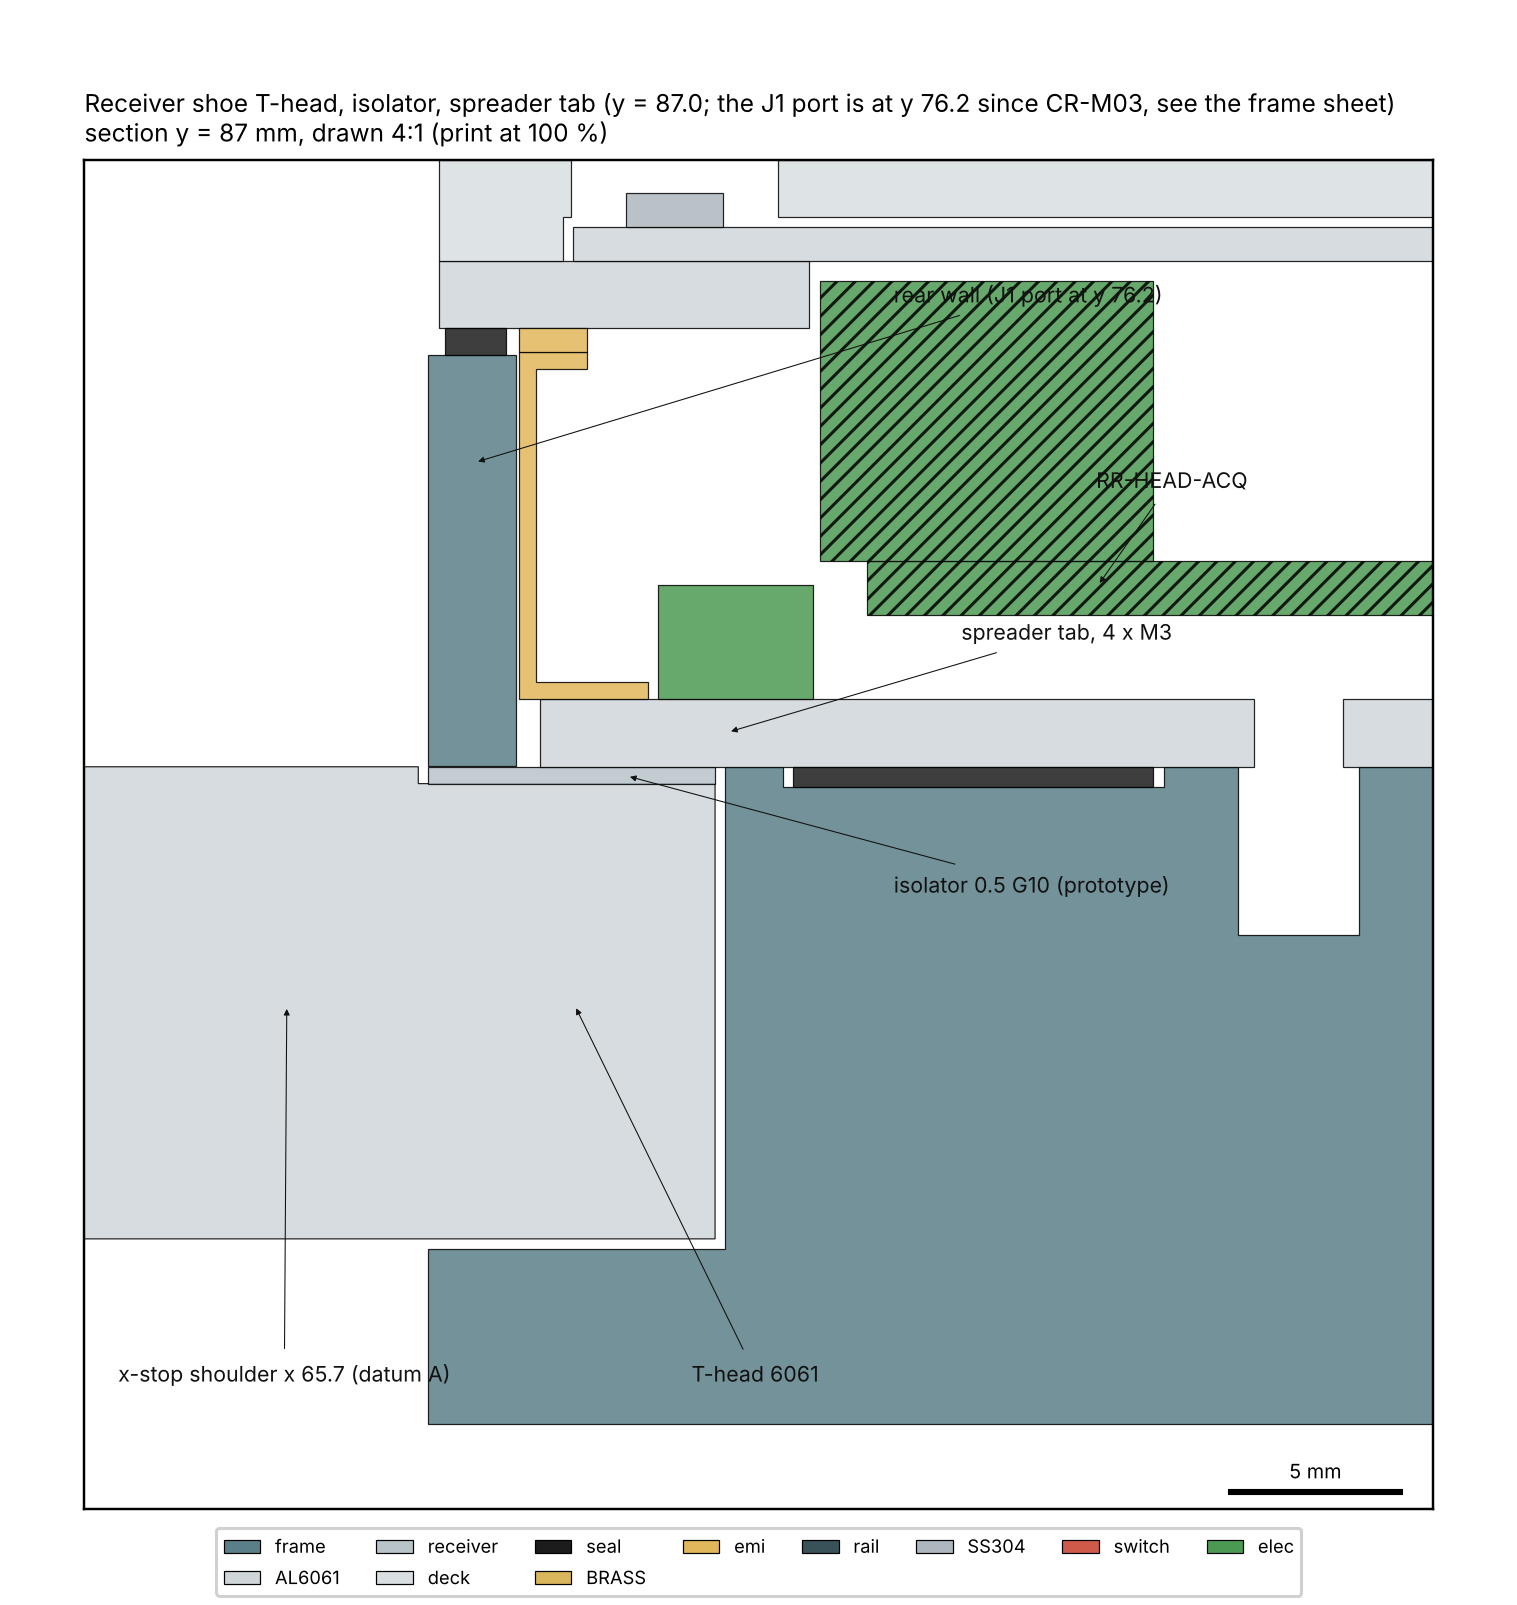 Receiver shoe T-head, isolator, spreader tab (y = 87.0; the J1 port is at y 76.2 since CR-M03, see the frame sheet)
section y = 87 mm, drawn 4:1 (print at 100 %)
rear wall (J1 port at y 76.2)
RR-HEAD-ACQ
spreader tab, 4 x M3
isolator 0.5 G10 (prototype)
x-stop shoulder x 65.7 (datum A)
T-head 6061
5 mm
frame receiver seal emi rail SS304 switch elec
AL6061 deck BRASS